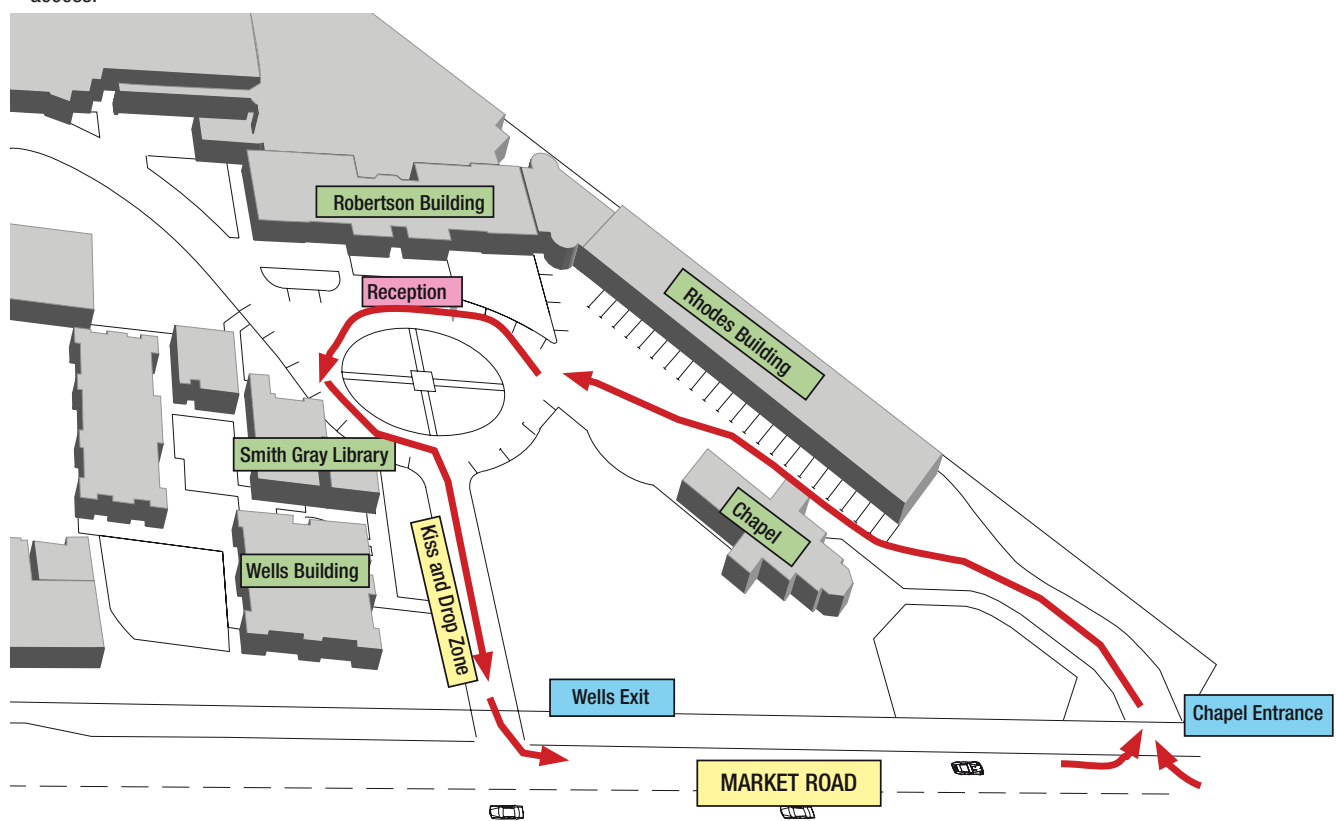 access.
Robertson Building
Reception
Rhodes Building
Smith Gray Library
Chapel
Kiss and Drop Zone
Wells Building
Wells Exit
Chapel Entrance
MARKET ROAD